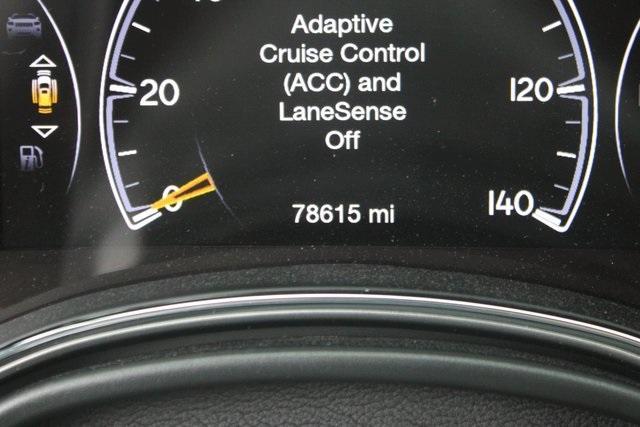 Adaptive
Cruise Control
(ACC) and
LaneSense
Off
20
120
0
78615 mi
140